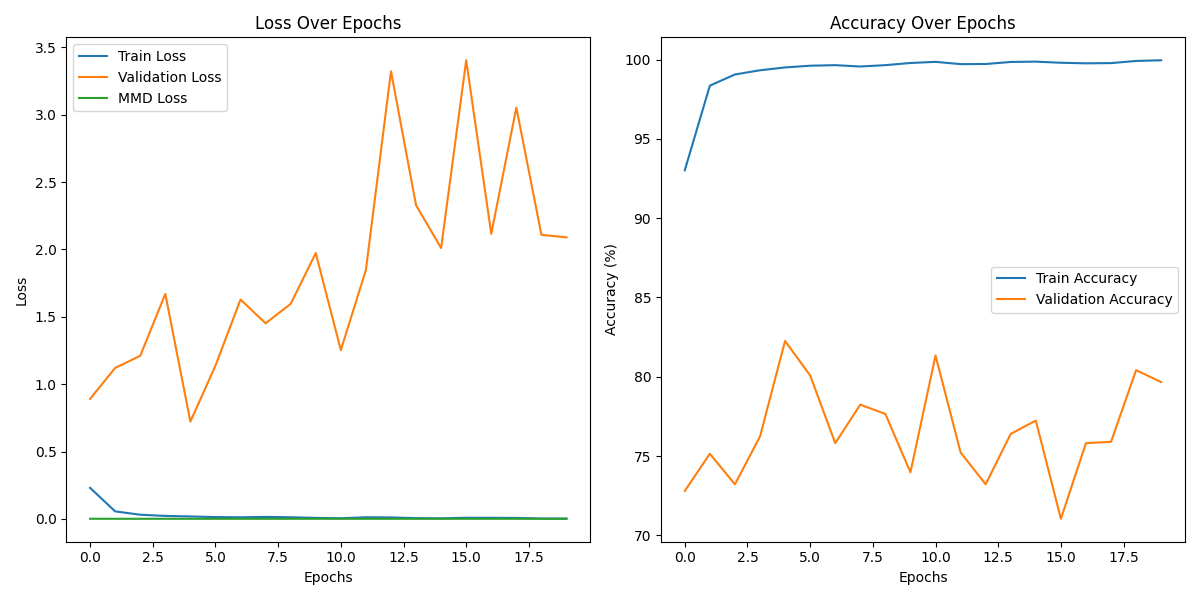 Loss Over Epochs
Train Loss
Validation Loss
MMD Loss
3.5
3.0
2.5
2.0
1.5
1.0
0.5
0.0
Loss
0.0 2.5 5.0 7.5 10.0 12.5 15.0 17.5
Epochs
Accuracy Over Epochs
100
95
90
85
80
75
70
Accuracy (%)
Train Accuracy
Validation Accuracy
0.0 2.5 5.0 7.5 10.0 12.5 15.0 17.5
Epochs